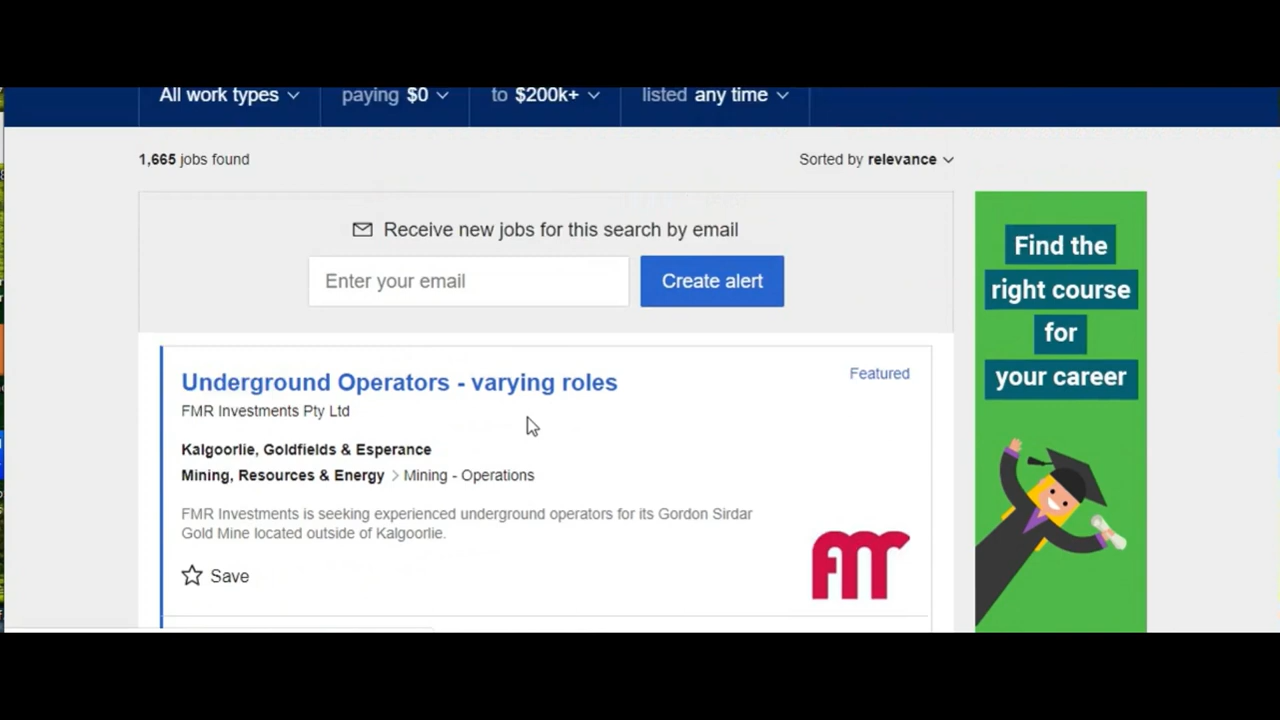 All work types paying $0 to $200k+ listed any time
1,665 jobs found
Sorted by relevance
Receive new jobs for this search by email
Enter your email
Create alert
Underground Operators - varying roles
Featured
FMR Investments Pty Ltd
Kalgoorlie, Goldfields & Esperance
Mining, Resources & Energy > Mining - Operations
FMR Investments is seeking experienced underground operators for its Gordon Sirdar
Gold Mine located outside of Kalgoorlie.
Save
FMR
Find the
right course
for
your career